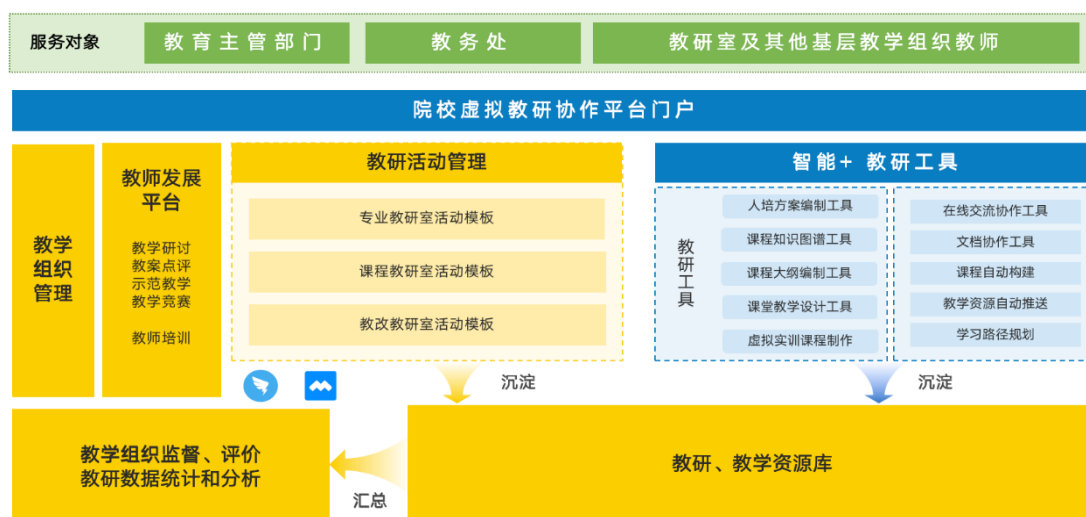 服务对象
教育主管部门
教务处
教研室及其他基层教学组织教师
院校虚拟教研协作平台门户
教学
组织
管理
教师发展
平台
教学研讨
教案点评
示范教学
教学竞赛
教师培训
教研活动管理
专业教研室活动模板
课程教研室活动模板
教改教研室活动模板
智能+ 教研工具
教研工具
人培方案编制工具
课程知识图谱工具
课程大纲编制工具
课堂教学设计工具
虚拟实训课程制作
在线交流协作工具
文档协作工具
课程自动构建
教学资源自动推送
学习路径规划
沉淀
沉淀
教学组织监督、评价
教研数据统计和分析
汇总
教研、教学资源库